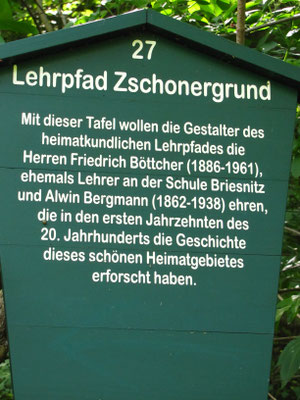 27
Lehrpfad Zschonergrund
Mit dieser Tafel wollen die Gestalter des
heimatkundlichen Lehrpfades die
Herren Friedrich Böttcher (1886-1961),
ehemals Lehrer an der Schule Briesnitz
und Alwin Bergmann (1862-1938) ehren,
die in den ersten Jahrzehnten des
20. Jahrhunderts die Geschichte
dieses schönen Heimatgebietes
erforscht haben.